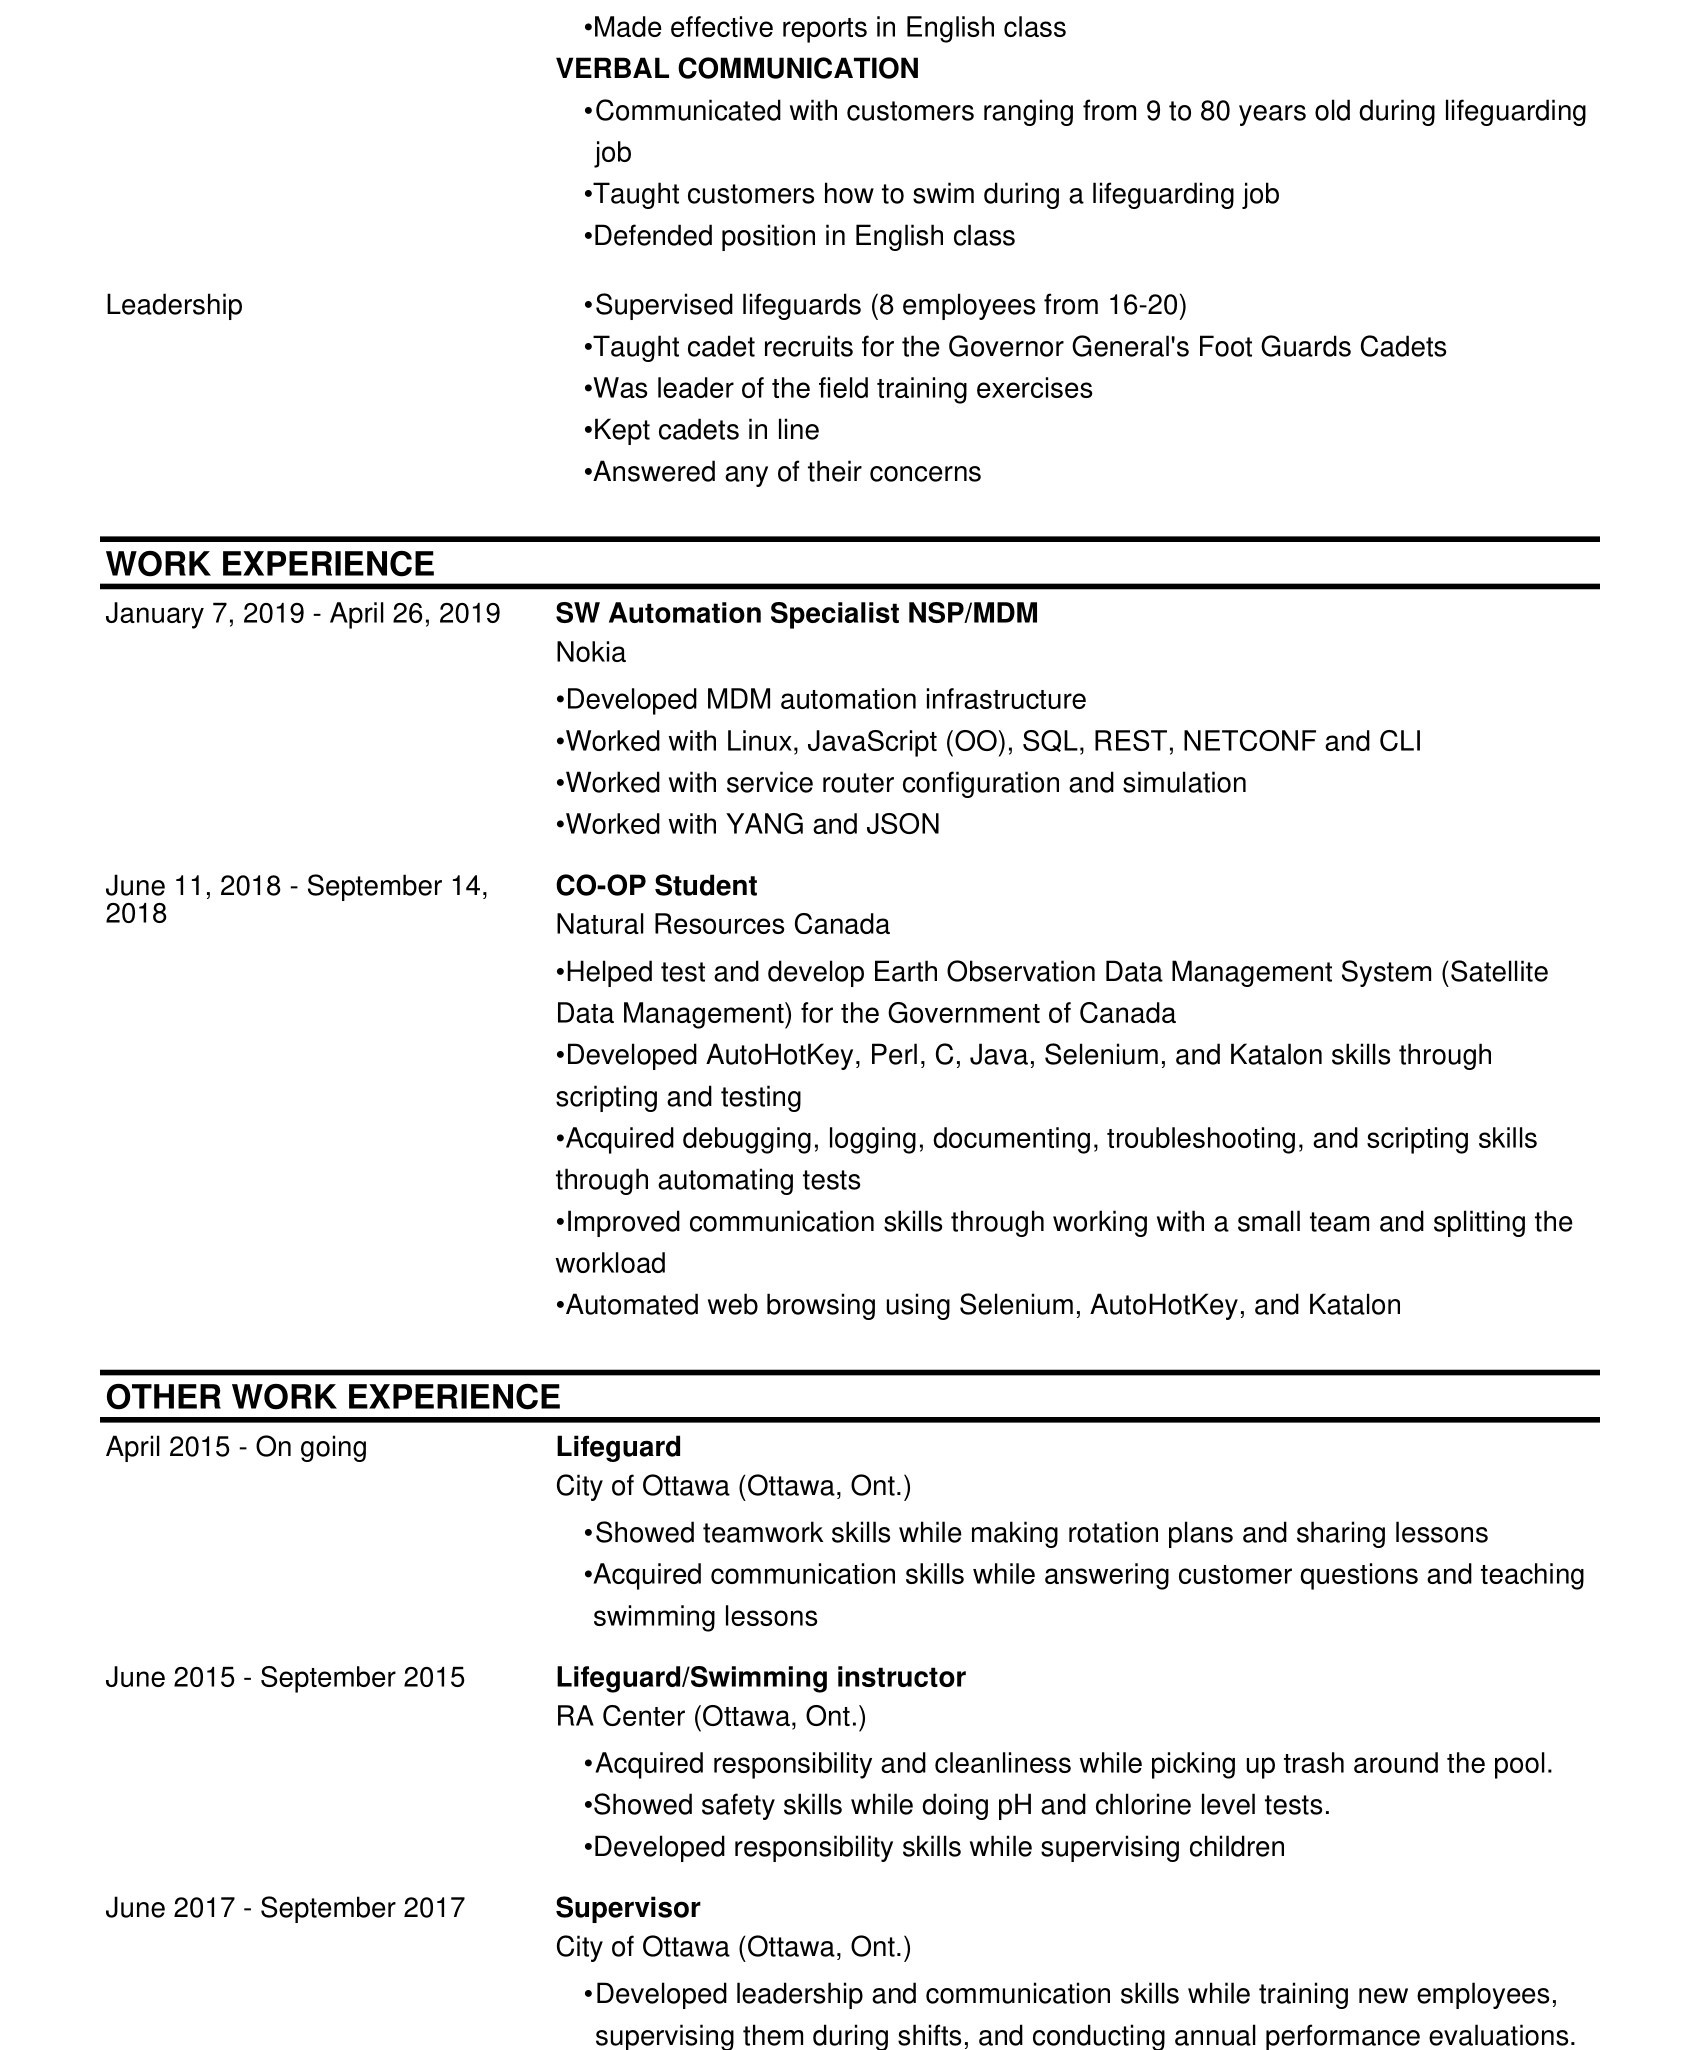 •Made effective reports in English class
VERBAL COMMUNICATION
•Communicated with customers ranging from 9 to 80 years old during lifeguarding
job
•Taught customers how to swim during a lifeguarding job
•Defended position in English class
Leadership
•Supervised lifeguards (8 employees from 16-20)
•Taught cadet recruits for the Governor General's Foot Guards Cadets
•Was leader of the field training exercises
•Kept cadets in line
•Answered any of their concerns
WORK EXPERIENCE
January 7, 2019 - April 26, 2019
SW Automation Specialist NSP/MDM
Nokia
•Developed MDM automation infrastructure
•Worked with Linux, JavaScript (OO), SQL, REST, NETCONF and CLI
•Worked with service router configuration and simulation
•Worked with YANG and JSON
June 11, 2018 - September 14,
2018
CO-OP Student
Natural Resources Canada
•Helped test and develop Earth Observation Data Management System (Satellite
Data Management) for the Government of Canada
•Developed AutoHotKey, Perl, C, Java, Selenium, and Katalon skills through
scripting and testing
•Acquired debugging, logging, documenting, troubleshooting, and scripting skills
through automating tests
•Improved communication skills through working with a small team and splitting the
workload
•Automated web browsing using Selenium, AutoHotKey, and Katalon
OTHER WORK EXPERIENCE
April 2015 - On going
Lifeguard
City of Ottawa (Ottawa, Ont.)
•Showed teamwork skills while making rotation plans and sharing lessons
•Acquired communication skills while answering customer questions and teaching
swimming lessons
June 2015 - September 2015
Lifeguard/Swimming instructor
RA Center (Ottawa, Ont.)
•Acquired responsibility and cleanliness while picking up trash around the pool.
•Showed safety skills while doing pH and chlorine level tests.
•Developed responsibility skills while supervising children
June 2017 - September 2017
Supervisor
City of Ottawa (Ottawa, Ont.)
•Developed leadership and communication skills while training new employees,
supervising them during shifts, and conducting annual performance evaluations.